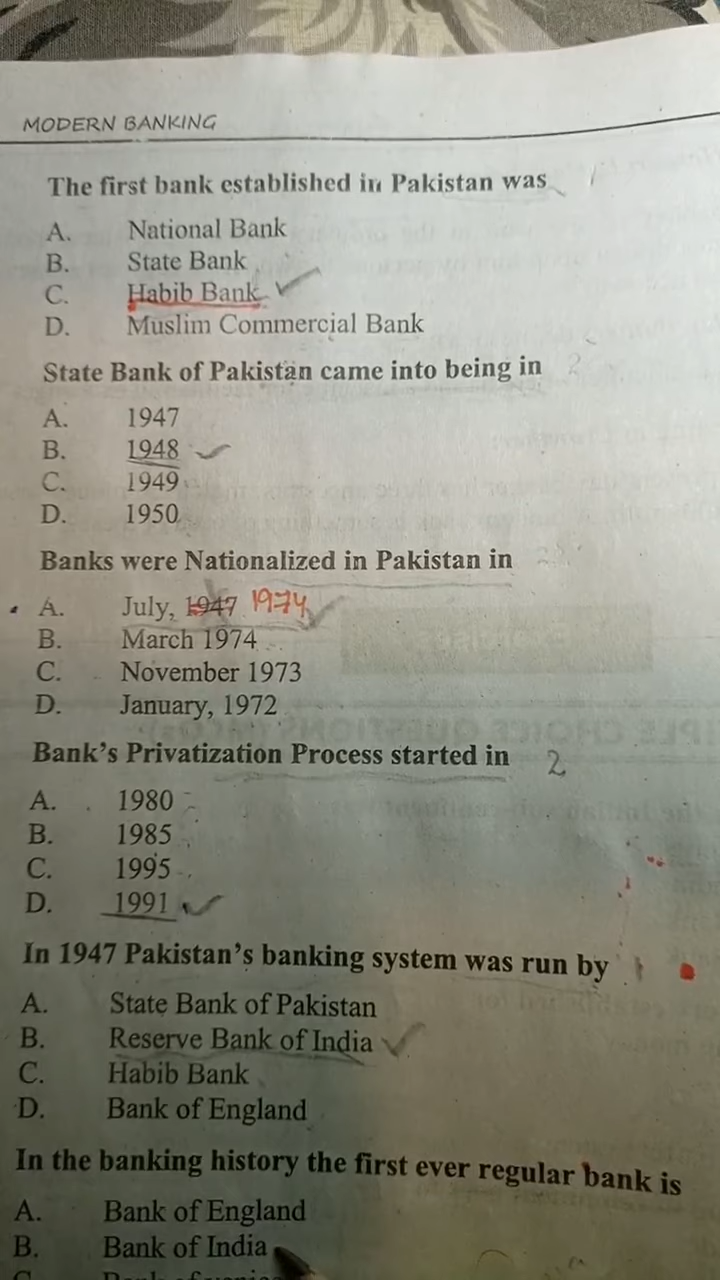 MODERN BANKING
The first bank established in Pakistan was
A. National Bank
B. State Bank
C. Habib Bank
D. Muslim Commercial Bank
State Bank of Pakistan came into being in 2
A. 1947
B. 1948
C. 1949
D. 1950
Banks were Nationalized in Pakistan in
A. July, 1947 1974
B. March 1974
C. November 1973
D. January, 1972
Bank's Privatization Process started in 2
A. 1980
B. 1985
C. 1995
D. 1991
In 1947 Pakistan's banking system was run by
A. State Bank of Pakistan
B. Reserve Bank of India
C. Habib Bank
D. Bank of England
In the banking history the first ever regular bank is
A. Bank of England
B. Bank of India